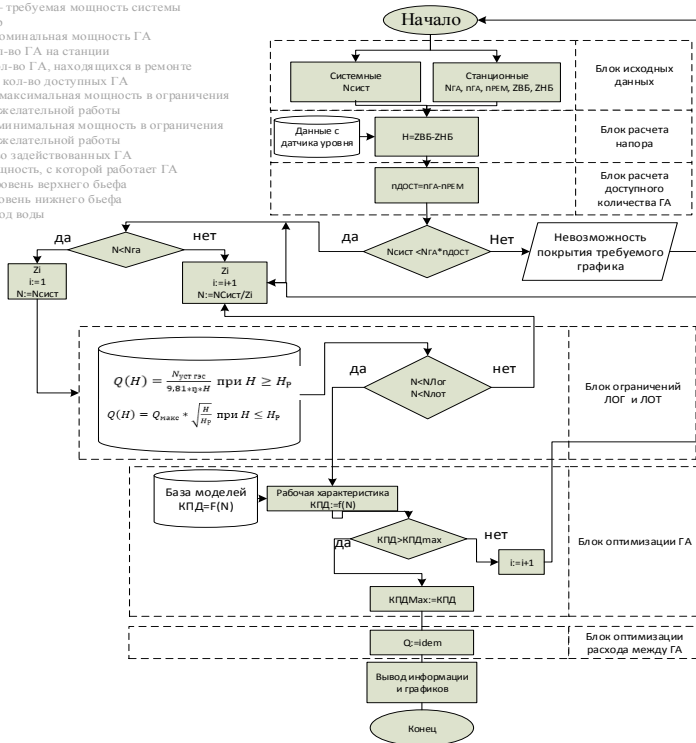 – требуемая мощность системы
р
оминальная мощность ГА
л-во ГА на станции
ол-во ГА, находящихся в ремонте
кол-во доступных ГА
максимальная мощность в ограничения
желательной работы
минимальная мощность в ограничения
желательной работы
во задействованных ГА
щность, с которой работает ГА
ровень верхнего бьефа
овень нижнего бьефа
од воды
Начало
Системные
Nсист
Станционные
NГА, nГА, nРЕМ, ZВБ, ZНБ
Блок исходных
данных
Данные с
датчика уровня
H=ZВБ-ZНБ
Блок расчета
напора
nДОСТ=nГА-nРЕМ
Блок расчета
доступного
количества ГА
да
Nсист <NГА*nДОСТ
Нет
Невозможность
покрытия требуемого
графика
да
N<Nга
нет
Zi
i:=1
N:=Nсист
Zi
i:=i+1
N:=NСист/Zi
Q(H) = Nуст гэс / 9,81*η*H при H ≥ HР
Q(H) = Qмакс * √H/HР при H ≤ HР
да
N<NЛог
N<Nлот
нет
Блок ограничений
ЛОГ и ЛОТ
База моделей
КПД=F(N)
Рабочая характеристика
КПД:=f(N)
да
КПД>КПДmax
нет
i:=i+1
Блок оптимизации ГА
КПДMax:=КПД
Q:=idem
Блок оптимизации
расхода между ГА
Вывод информации
и графиков
Конец